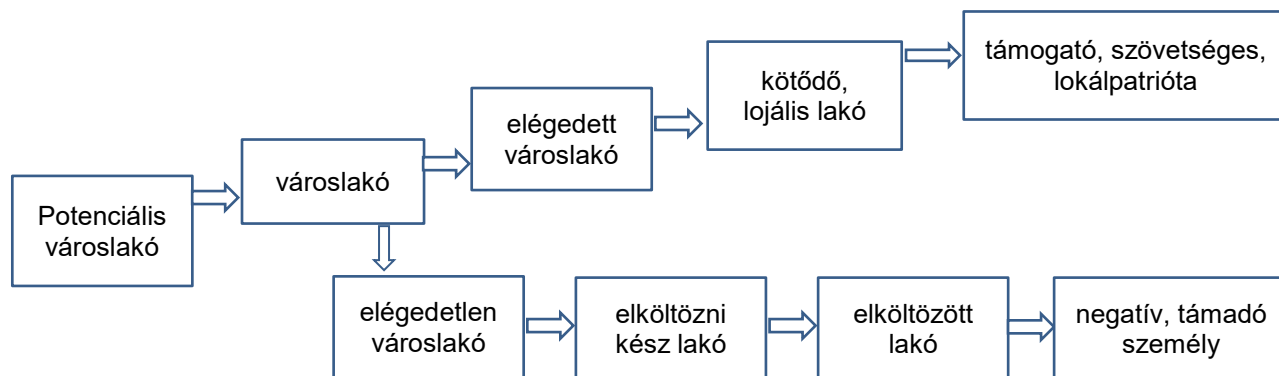 Potenciális
városlakó
városlakó
elégedett
városlakó
kötődő,
lojális lakó
támogató, szövetséges,
lokálpatrióta
elégedetlen
városlakó
elköltözni
kész lakó
elköltözött
lakó
negatív, támadó
személy